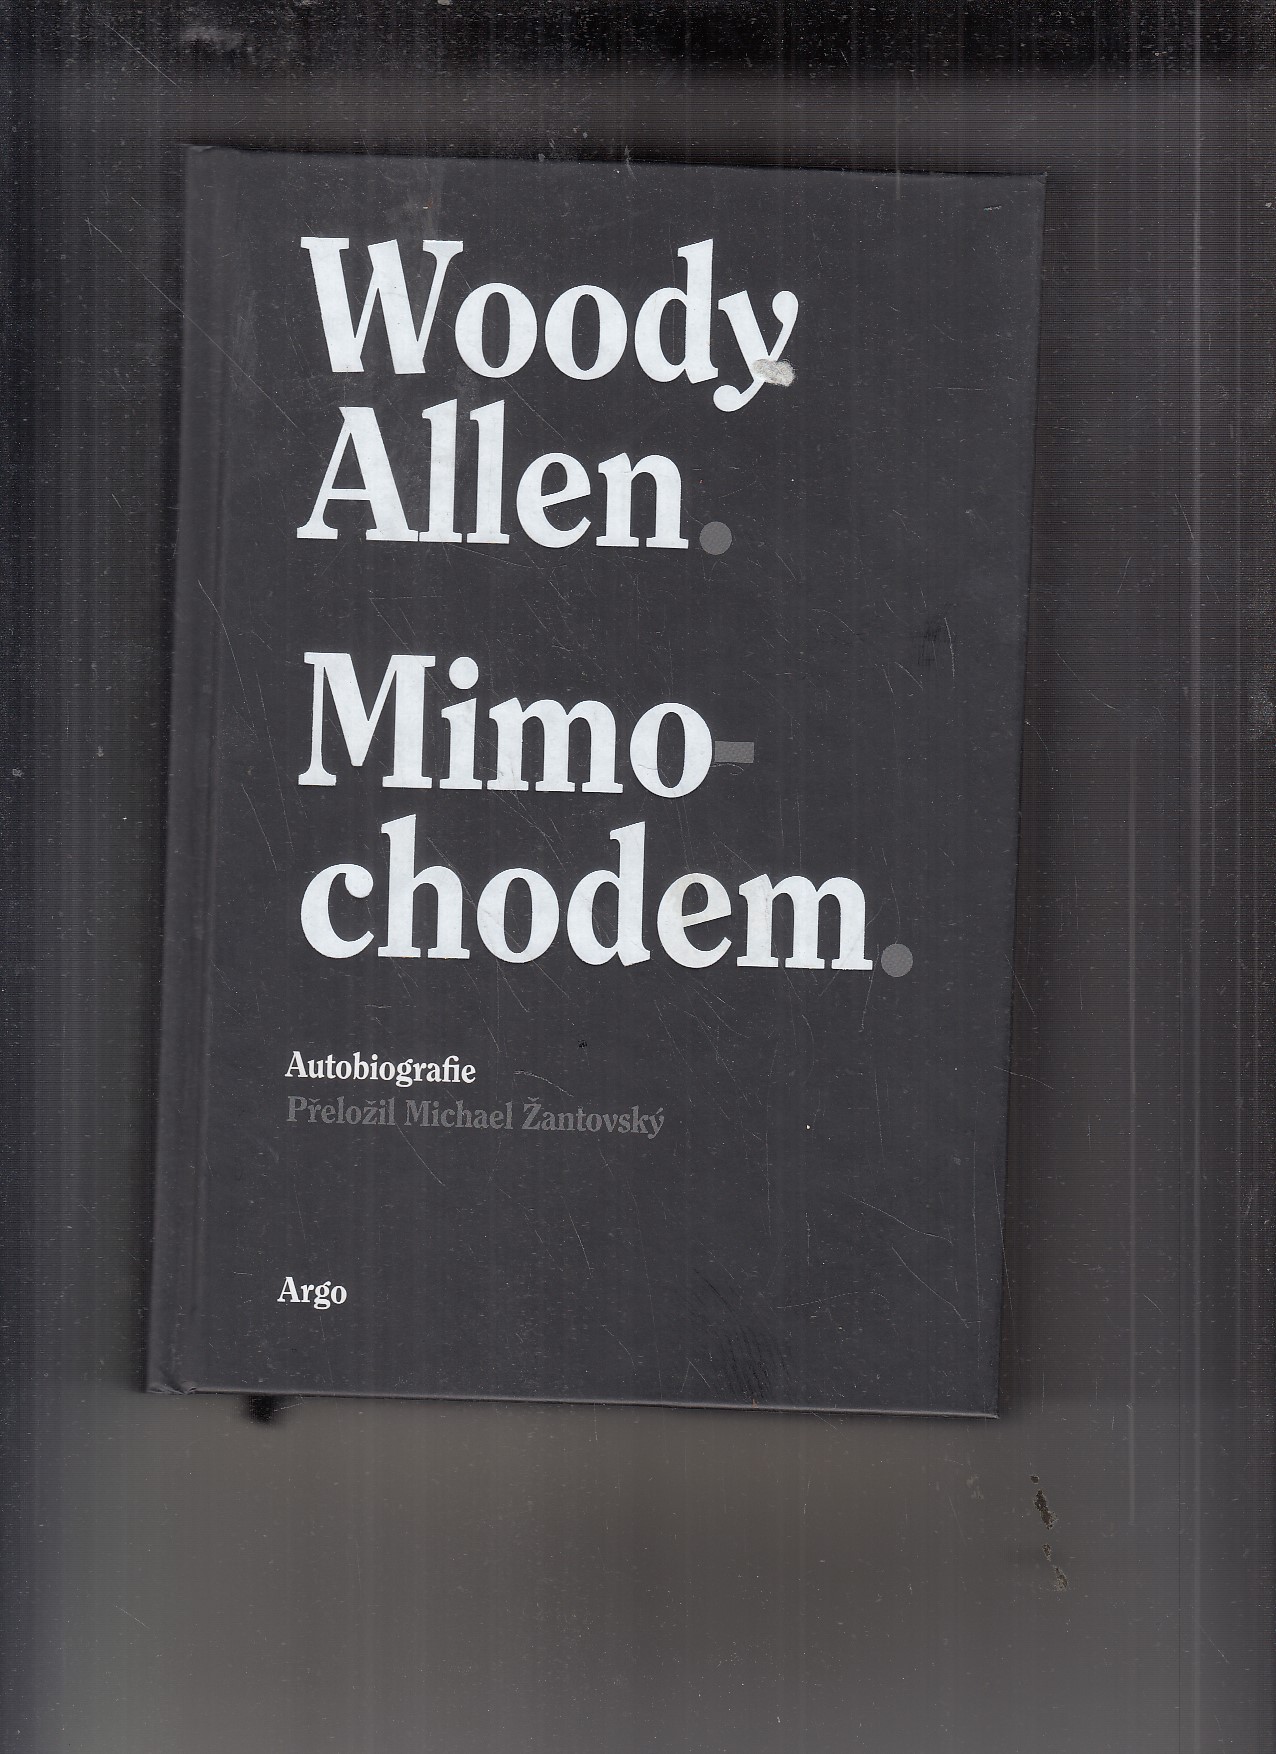 Woody
Allen.
Mimo-
chodem.
Autobiografie
Přeložil Michael Žantovský
Argo